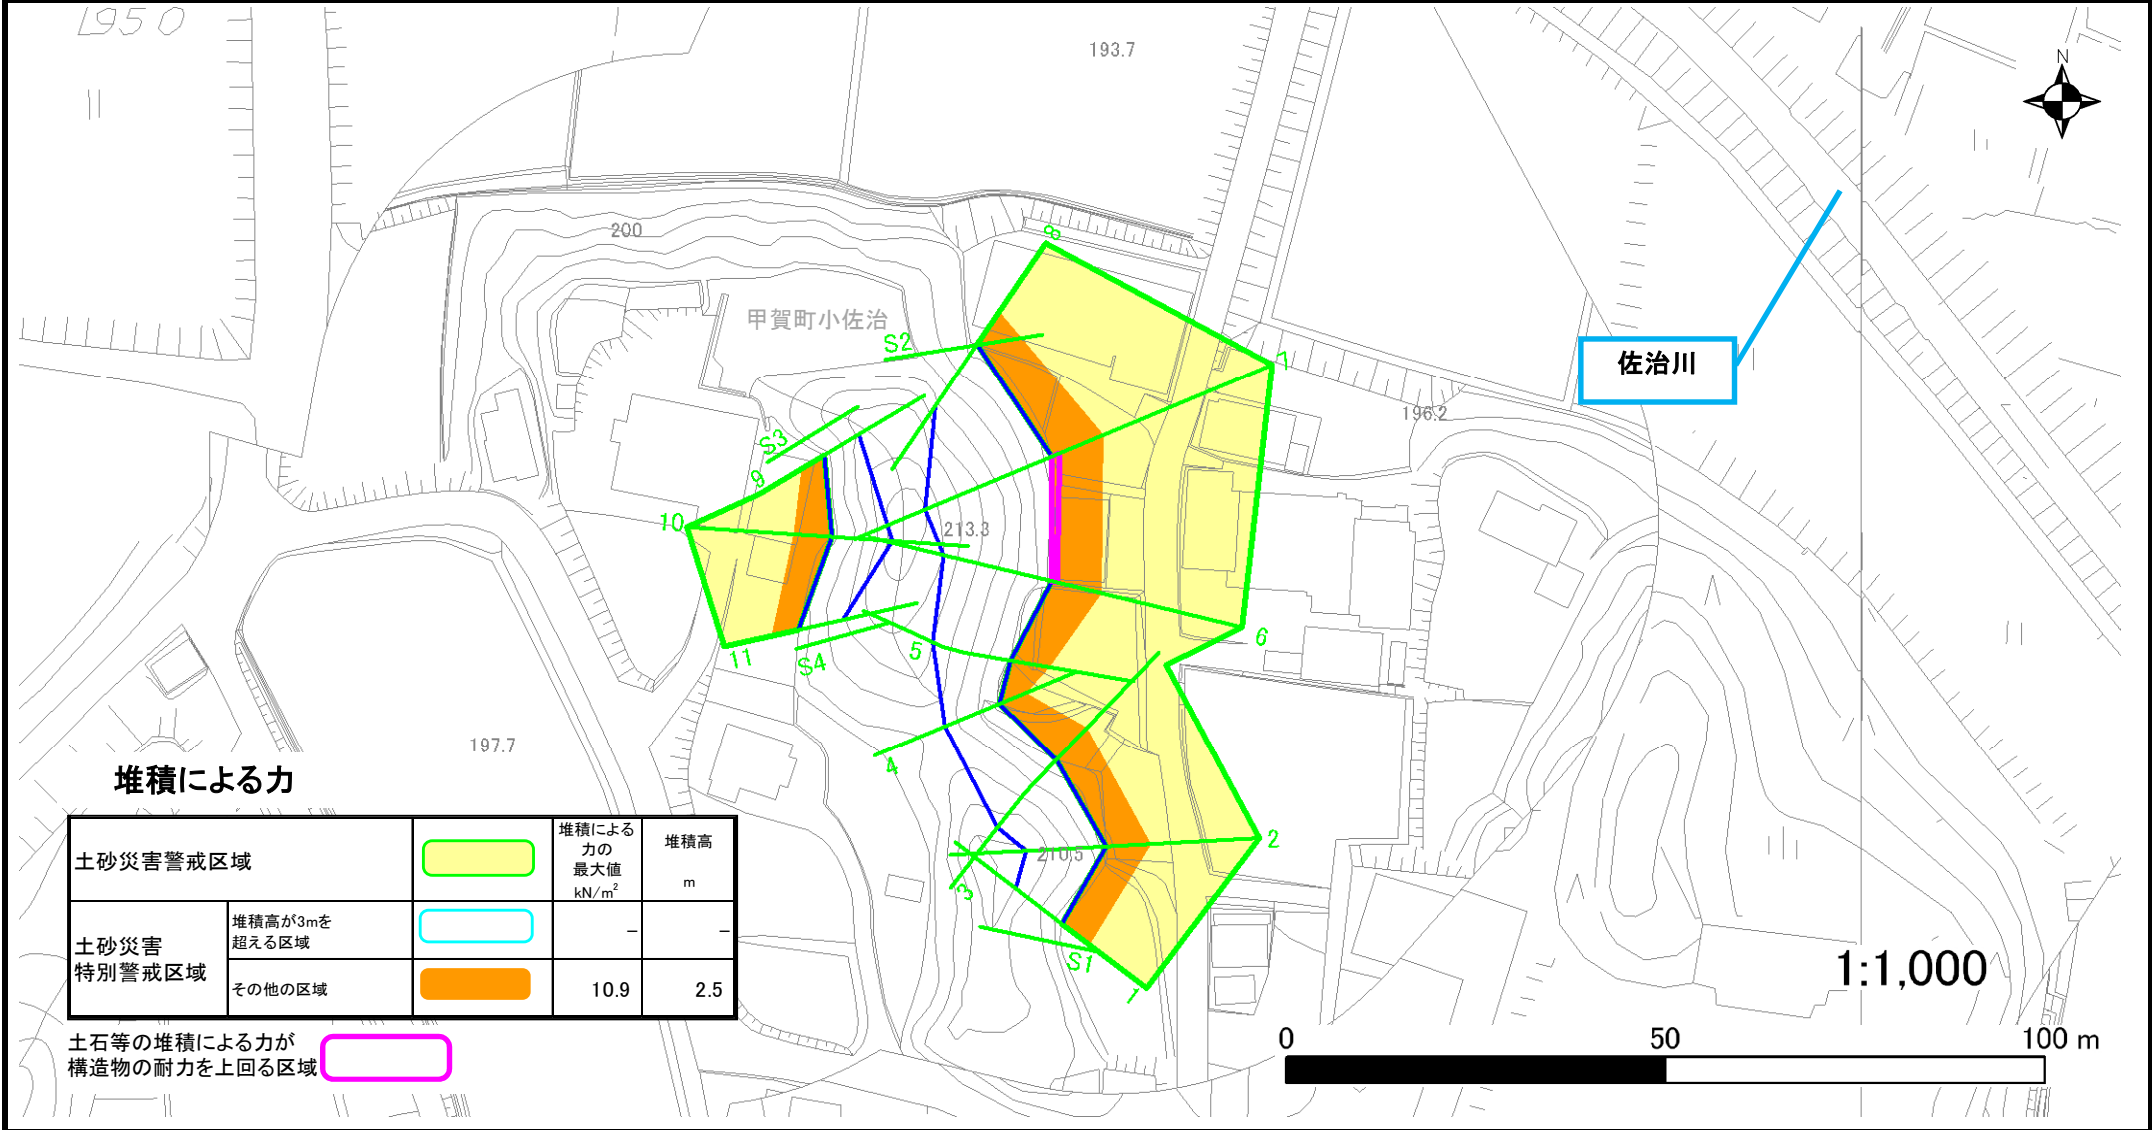 1950
193.7
N
200
8
甲賀町小佐治
S2
7
佐治川
196.2
S3
9
10
213.3
6
5
11
S4
197.7
4
堆積による力
2
210.5
3
S1
1
土砂災害警戒区域
堆積による
力の
最大値
kN/m²
堆積高
m
土砂災害
特別警戒区域
堆積高が3mを
超える区域
－
－
その他の区域
10.9
2.5
土石等の堆積による力が
構造物の耐力を上回る区域
1:1,000
0
50
100 m